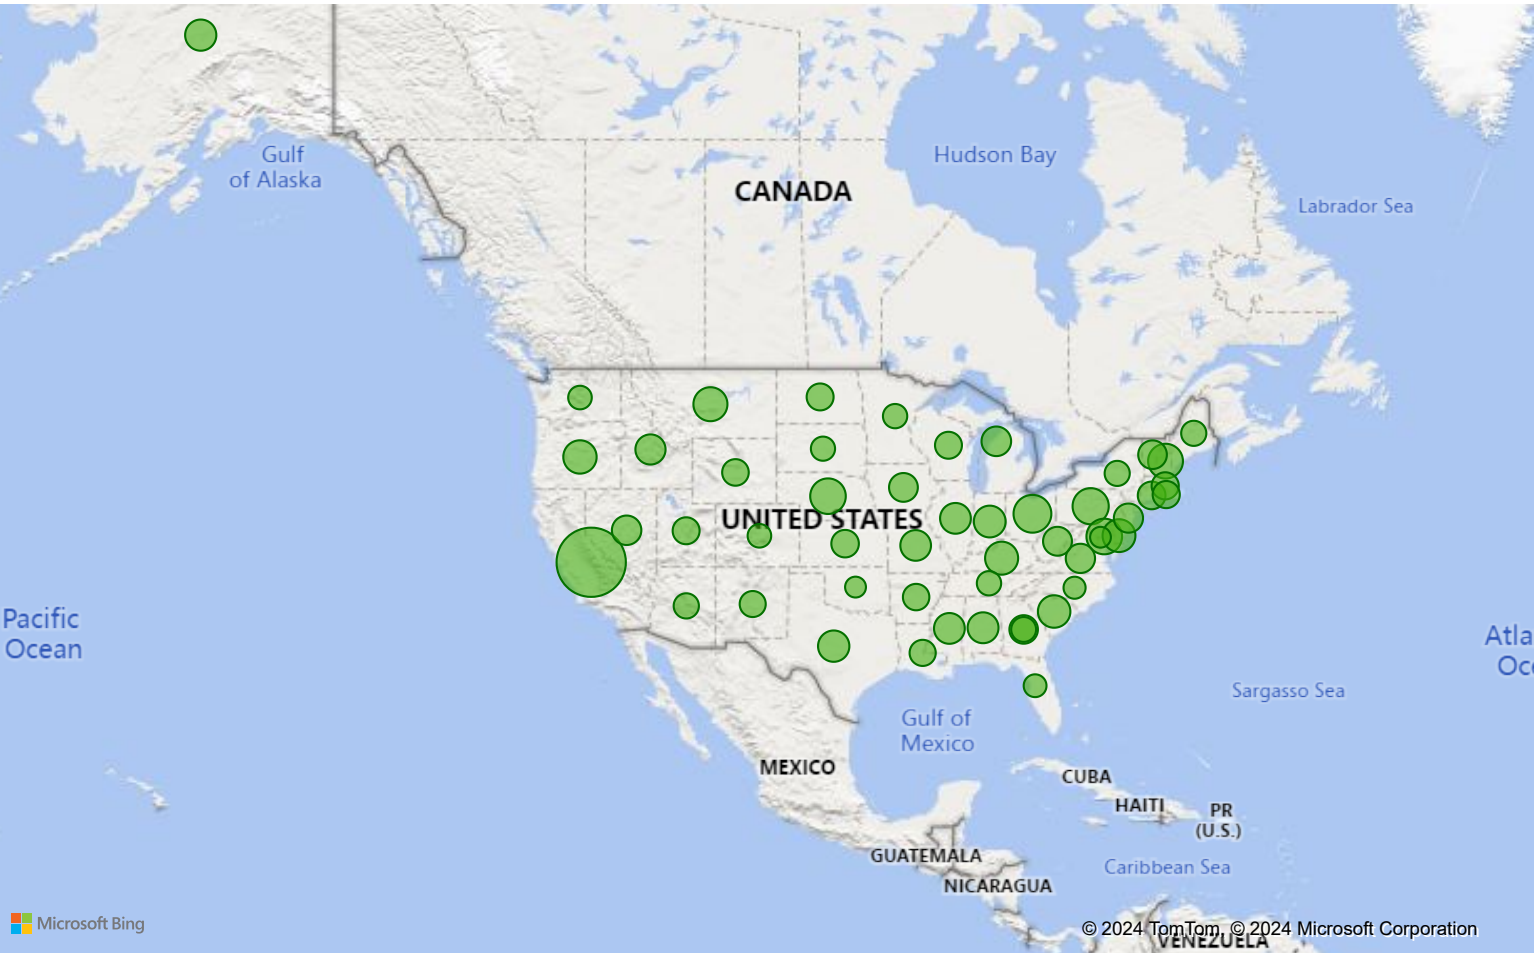 Gulf
of Alaska
Hudson Bay
CANADA
Labrador Sea
UNITED STATES
Pacific
Ocean
Atla
Oc
Sargasso Sea
Gulf of
Mexico
MEXICO
CUBA
HAITI
PR
(U.S.)
GUATEMALA
Caribbean Sea
NICARAGUA
Microsoft Bing
© 2024 TomTom, © 2024 Microsoft Corporation
VENEZUELA